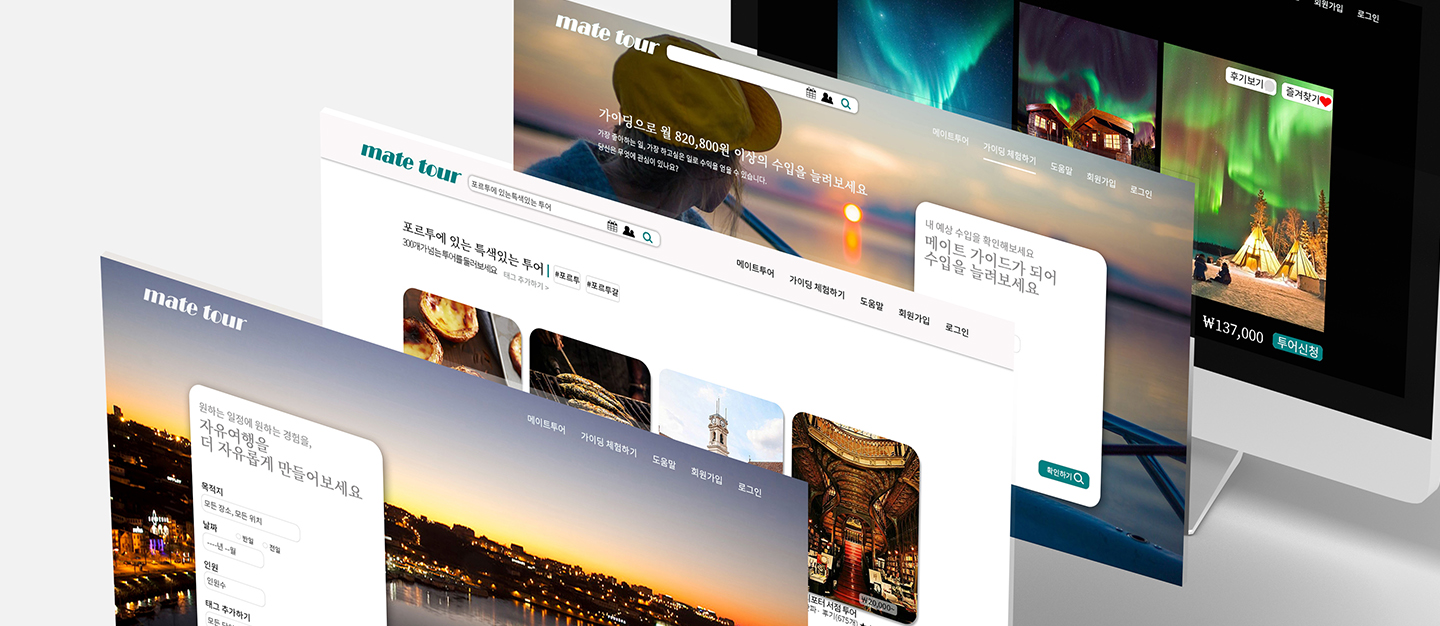 mate tour
원하는 일정에 원하는 경험을,
자유여행을
더 자유롭게 만들어보세요
목적지
모든 장소, 모든 위치
날짜
반일
전일
----년 --월
인원
인원수
태그 추가하기
메이트투어
가이딩 체험하기
도움말
회원가입
로그인
mate tour
포르투에 있는특색있는 투어
메이트투어
가이딩 체험하기
도움말
회원가입
로그인
포르투에 있는 특색있는 투어 |
#포르투
#포르투갈
300개가 넘는 투어를 둘러보세요
태그 추가하기 >
₩20,000~
서점 투어
후기(675개)
mate tour
메이트투어
가이딩 체험하기
도움말
회원가입
로그인
가이딩으로 월 820,800원 이상의 수입을 늘려보세요
가장 좋아하는 일, 가장 하고싶은 일로 수익을 얻을 수 있습니다.
당신은 무엇에 관심이 있나요?
내 예상 수입을 확인해보세요
메이트 가이드가 되어
수입을 늘려보세요
확인하기
회원가입
로그인
후기보기
즐겨찾기
₩137,000
투어신청